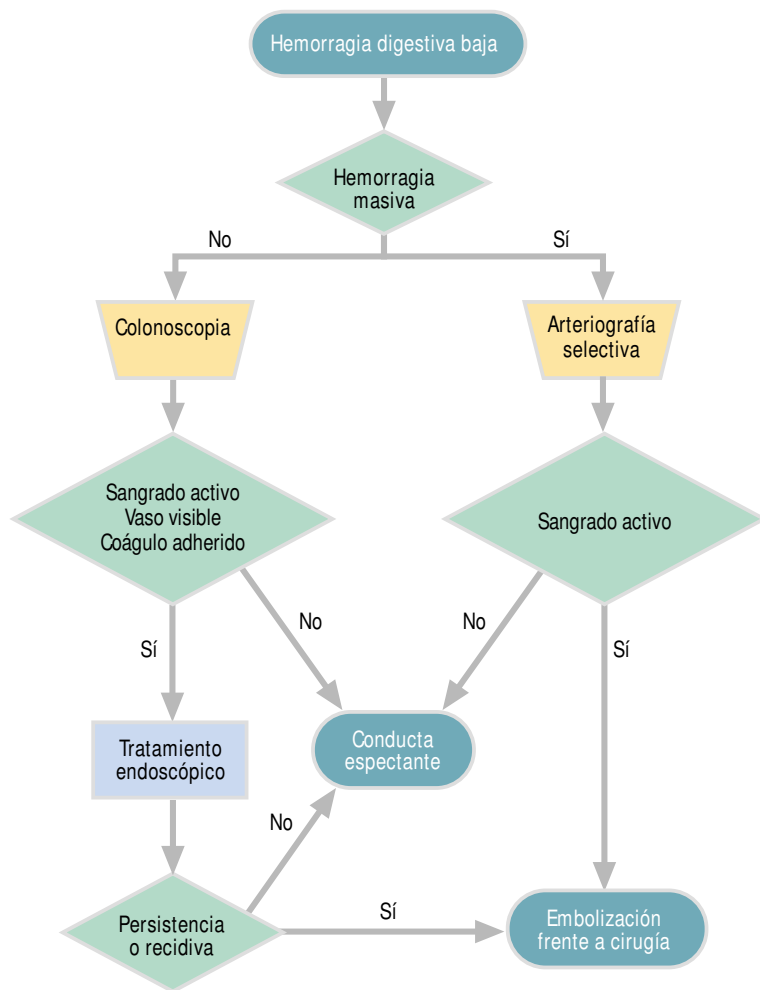 Hemorragia digestiva baja
Hemorragia
masiva
No
Sí
Colonoscopia
Arteriografía
selectiva
Sangrado activo
Vaso visible
Coágulo adherido
Sangrado activo
No
No
Sí
Sí
Tratamiento
endoscópico
Conducta
espectante
No
Persistencia
o recidiva
Sí
Embolización
frente a cirugía